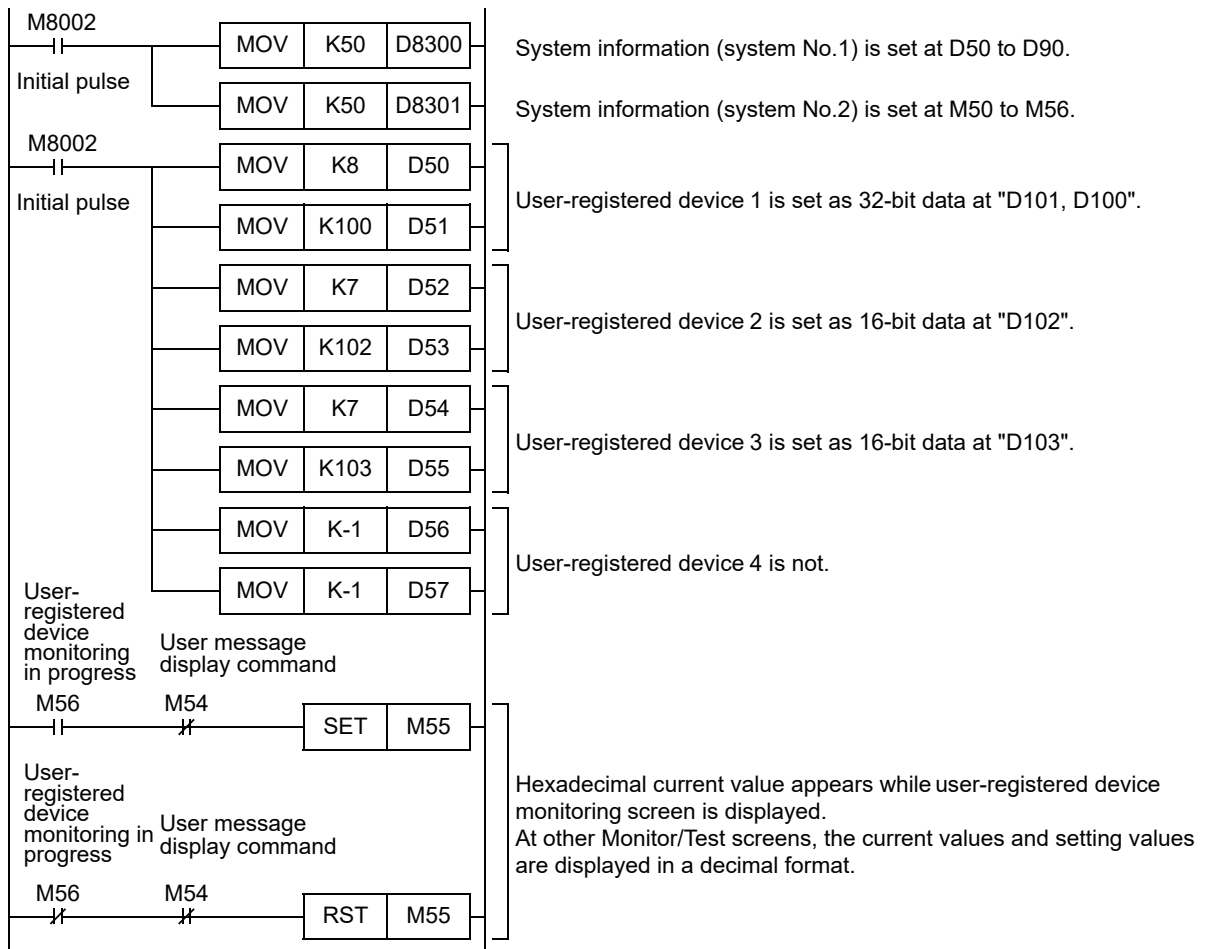 M8002
MOV K50 D8300
System information (system No.1) is set at D50 to D90.
Initial pulse
MOV K50 D8301
System information (system No.2) is set at M50 to M56.
M8002
MOV K8 D50
Initial pulse
User-registered device 1 is set as 32-bit data at "D101, D100".
MOV K100 D51
MOV K7 D52
User-registered device 2 is set as 16-bit data at "D102".
MOV K102 D53
MOV K7 D54
User-registered device 3 is set as 16-bit data at "D103".
MOV K103 D55
MOV K-1 D56
User-registered device 4 is not.
MOV K-1 D57
User-
registered
device
monitoring
in progress
User message
display command
M56 M54
SET M55
User-
registered
device
monitoring in
progress
User message
display command
Hexadecimal current value appears while user-registered device
monitoring screen is displayed.
At other Monitor/Test screens, the current values and setting values
are displayed in a decimal format.
M56 M54
RST M55